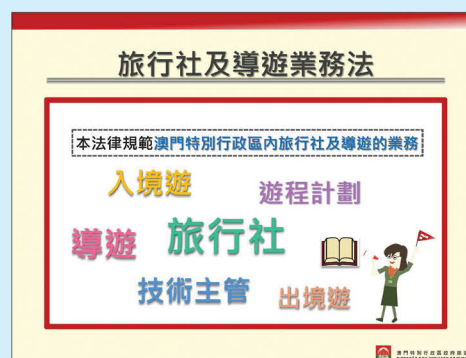 旅行社及導遊業務法
本法律規範澳門特別行政區內旅行社及導遊的業務
入境遊
遊程計劃
導遊
旅行社
技術主管
出境遊
澳門特別行政區政府旅遊局